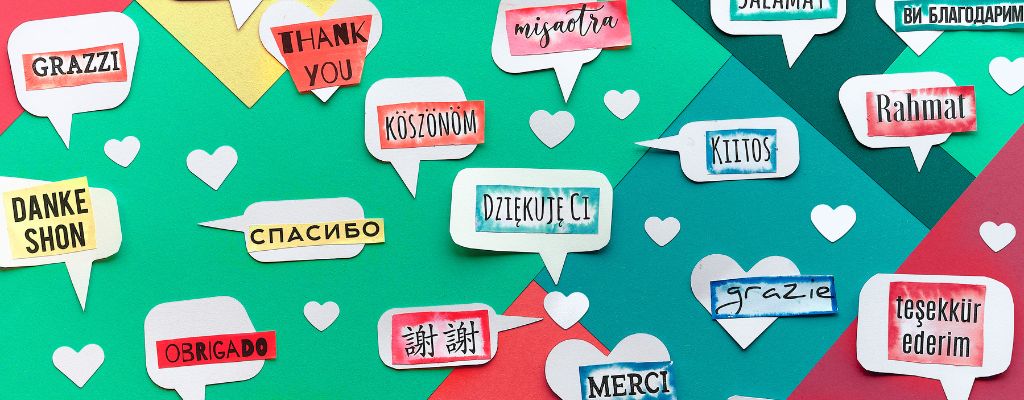 GRAZZI
THANK
YOU
misaotra
SALAMAT
ВИ БЛАГОДАРИМ
KÖSZÖNÖM
Rahmat
KIITOS
DANKE
SHON
СПАСИБО
DZIĘKUJĘ CI
grazie
teşekkür
ederim
OBRIGADO
謝謝
MERCI